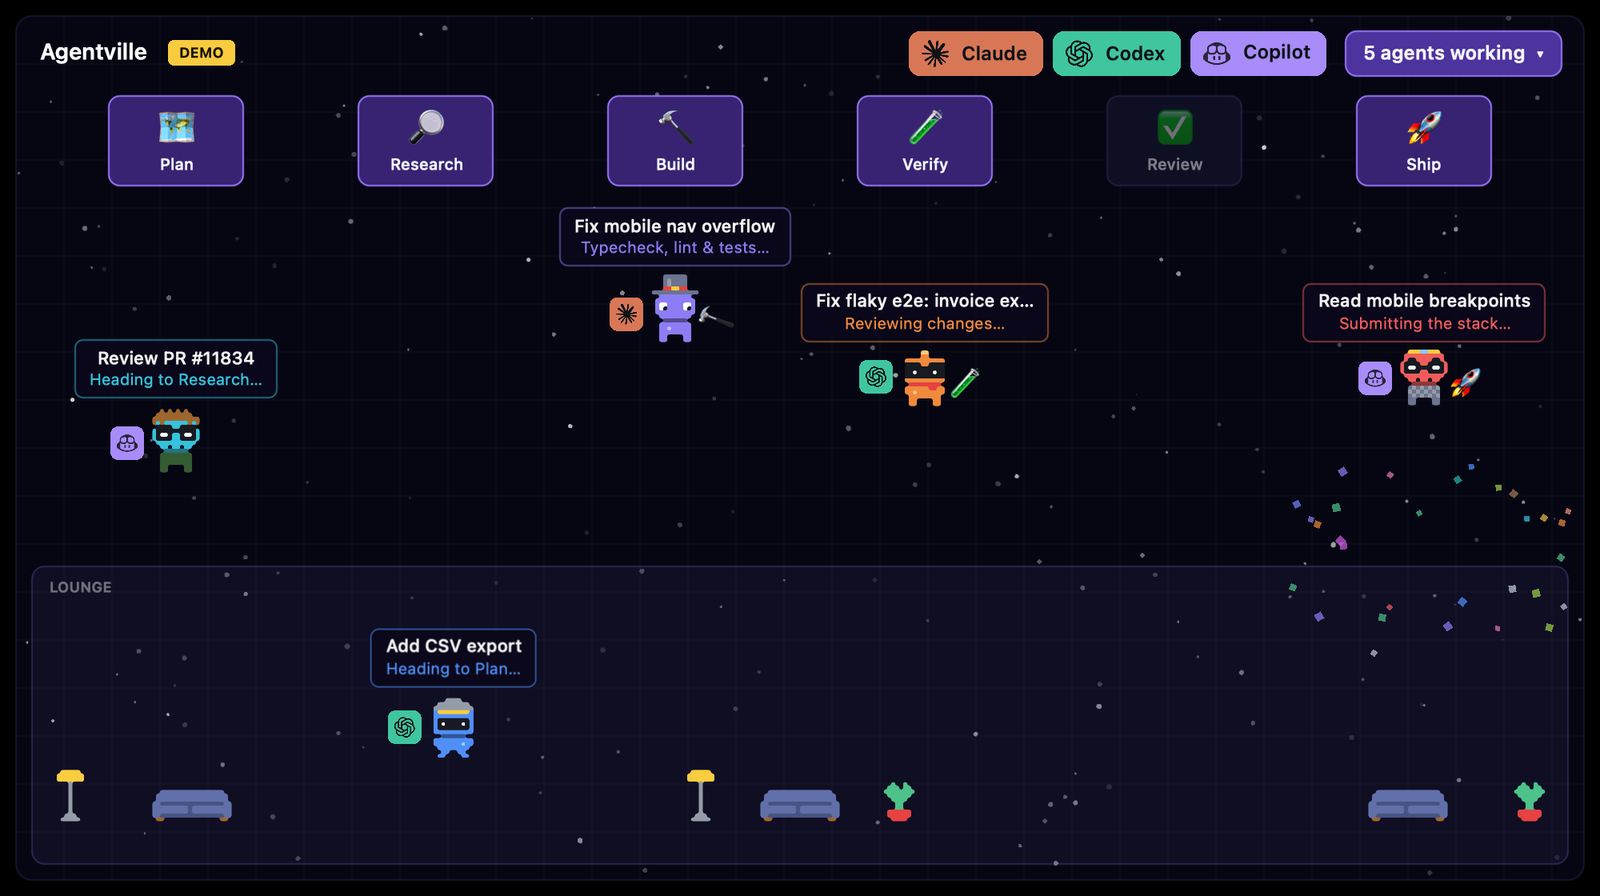 Agentville
DEMO
Claude
Codex
Copilot
5 agents working
Plan
Research
Build
Verify
Review
Ship
Fix mobile nav overflow
Typecheck, lint & tests...
Fix flaky e2e: invoice ex...
Reviewing changes...
Read mobile breakpoints
Submitting the stack...
Review PR #11834
Heading to Research...
LOUNGE
Add CSV export
Heading to Plan...